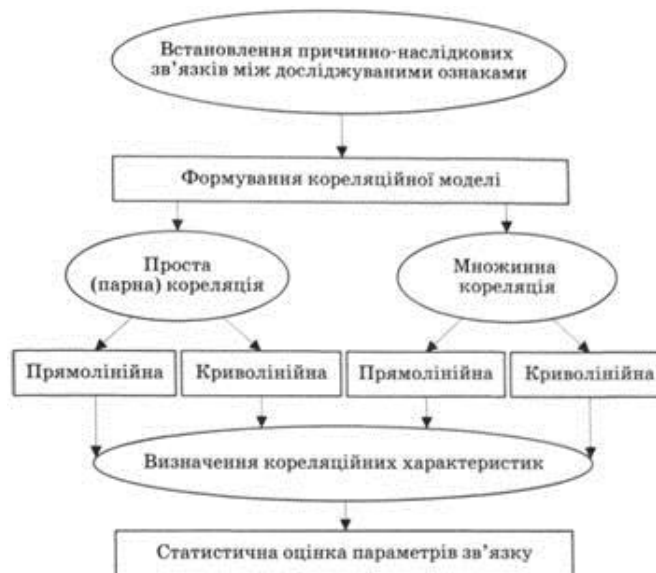 Встановлення причинно-наслідкових
зв’язків між досліджуваними ознаками
Формування кореляційної моделі
Проста
(парна) кореляція
Множинна
кореляція
Прямолінійна
Криволінійна
Прямолінійна
Криволінійна
Визначення кореляційних характеристик
Статистична оцінка параметрів зв’язку